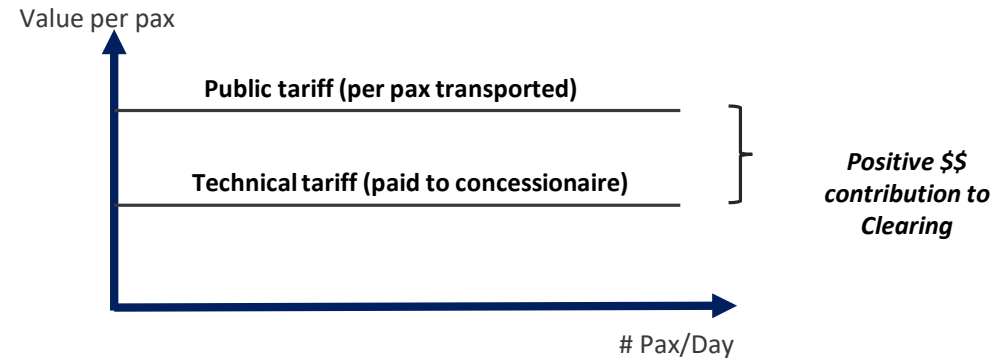 Value per pax
Public tariff (per pax transported)
Technical tariff (paid to concessionaire)
Positive $$
contribution to
Clearing
# Pax/Day